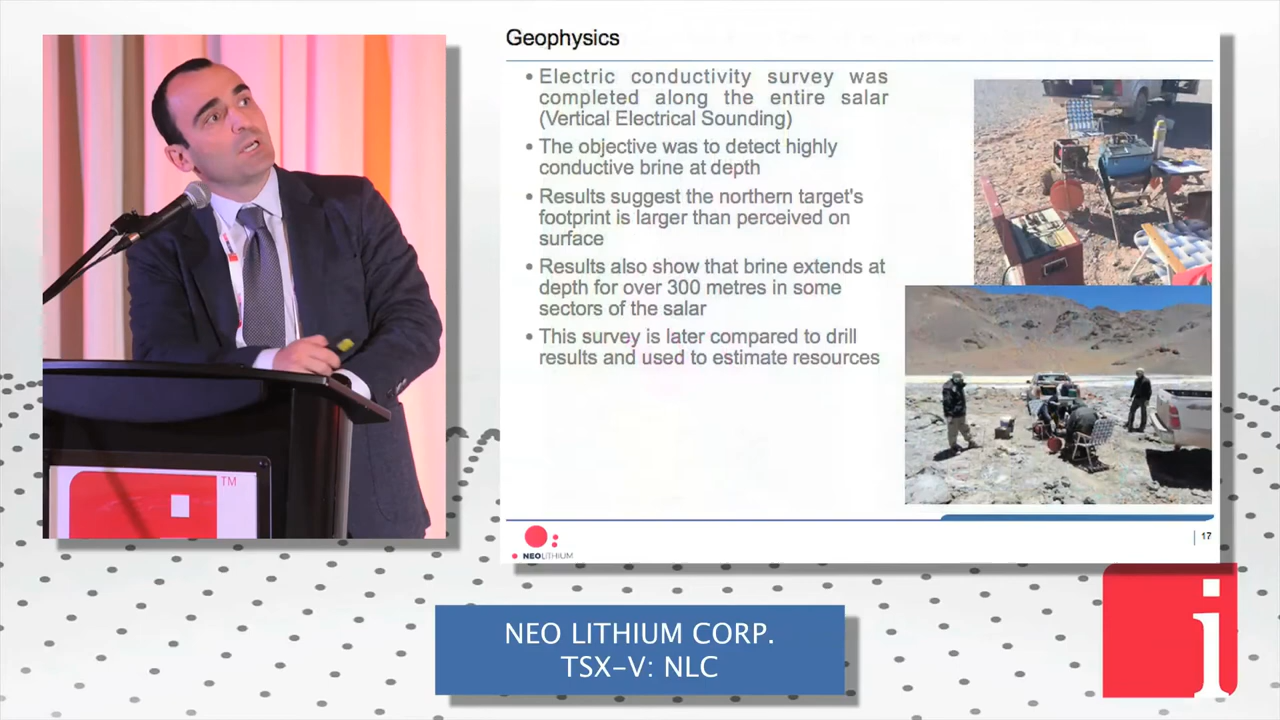 Geophysics
• Electric conductivity survey was
completed along the entire salar
(Vertical Electrical Sounding)
• The objective was to detect highly
conductive brine at depth
• Results suggest the northern target's
footprint is larger than perceived on
surface
• Results also show that brine extends at
depth for over 300 metres in some
sectors of the salar
• This survey is later compared to drill
results and used to estimate resources
TM
NEOLITHIUM
17
NEO LITHIUM CORP.
TSX-V: NLC
i